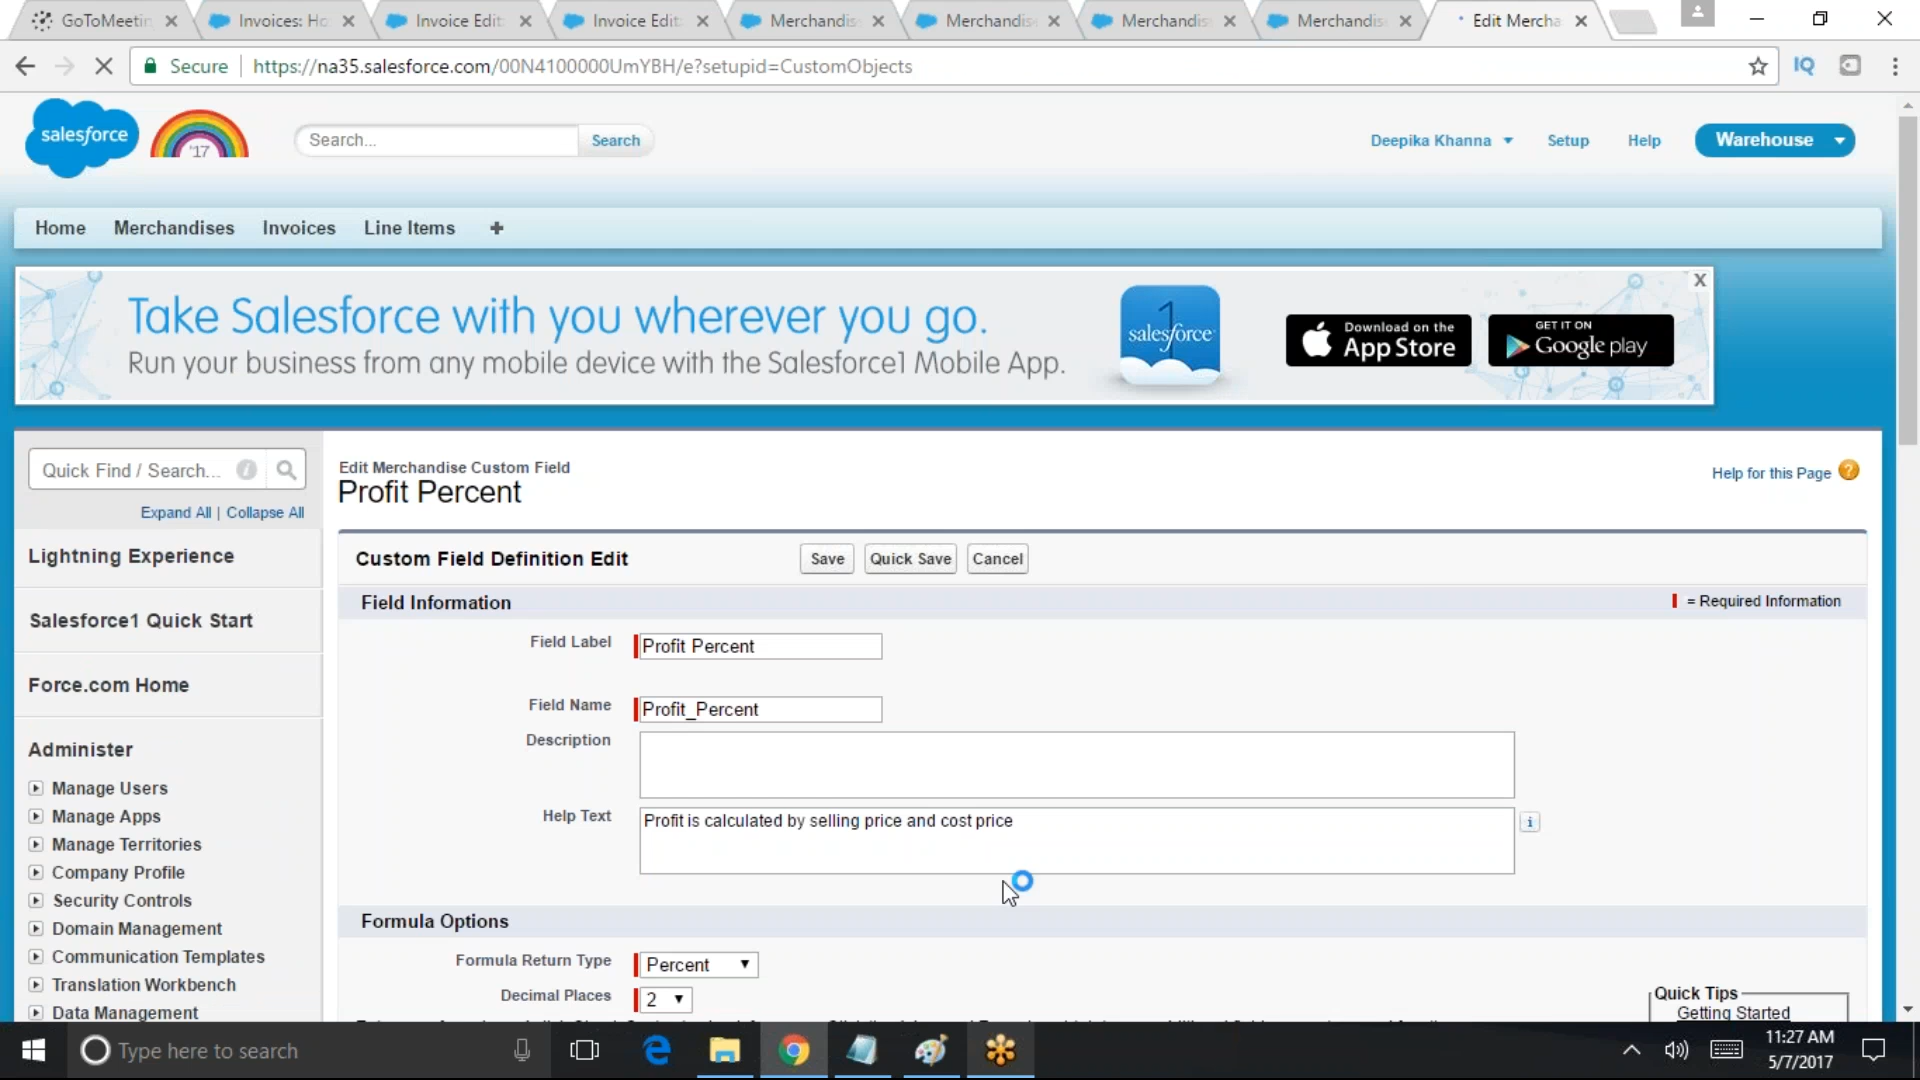 GoToMeetin
Invoices: Ho
Invoice Edit
Invoice Edit
Merchandis
Merchandis
Merchandis
Merchandis
Edit Mercha
Secure
https://na35.salesforce.com/00N4100000UmYBH/e?setupid=CustomObjects
IQ
salesforce
'17
Search...
Search
Deepika Khanna
Setup
Help
Warehouse
Home
Merchandises
Invoices
Line Items
+
Take Salesforce with you wherever you go.
Run your business from any mobile device with the Salesforce1 Mobile App.
1
salesforce
Download on the
App Store
GET IT ON
Google play
X
Quick Find / Search...
Expand All | Collapse All
Lightning Experience
Salesforce1 Quick Start
Force.com Home
Administer
Manage Users
Manage Apps
Manage Territories
Company Profile
Security Controls
Domain Management
Communication Templates
Translation Workbench
Data Management
Edit Merchandise Custom Field
Profit Percent
Help for this Page ?
Custom Field Definition Edit
Save
Quick Save
Cancel
Field Information
= Required Information
Field Label
Profit Percent
Field Name
Profit_Percent
Description
Help Text
Profit is calculated by selling price and cost price
i
Formula Options
Formula Return Type
Percent
Decimal Places
2
Quick Tips
Getting Started
Type here to search
11:27 AM
5/7/2017